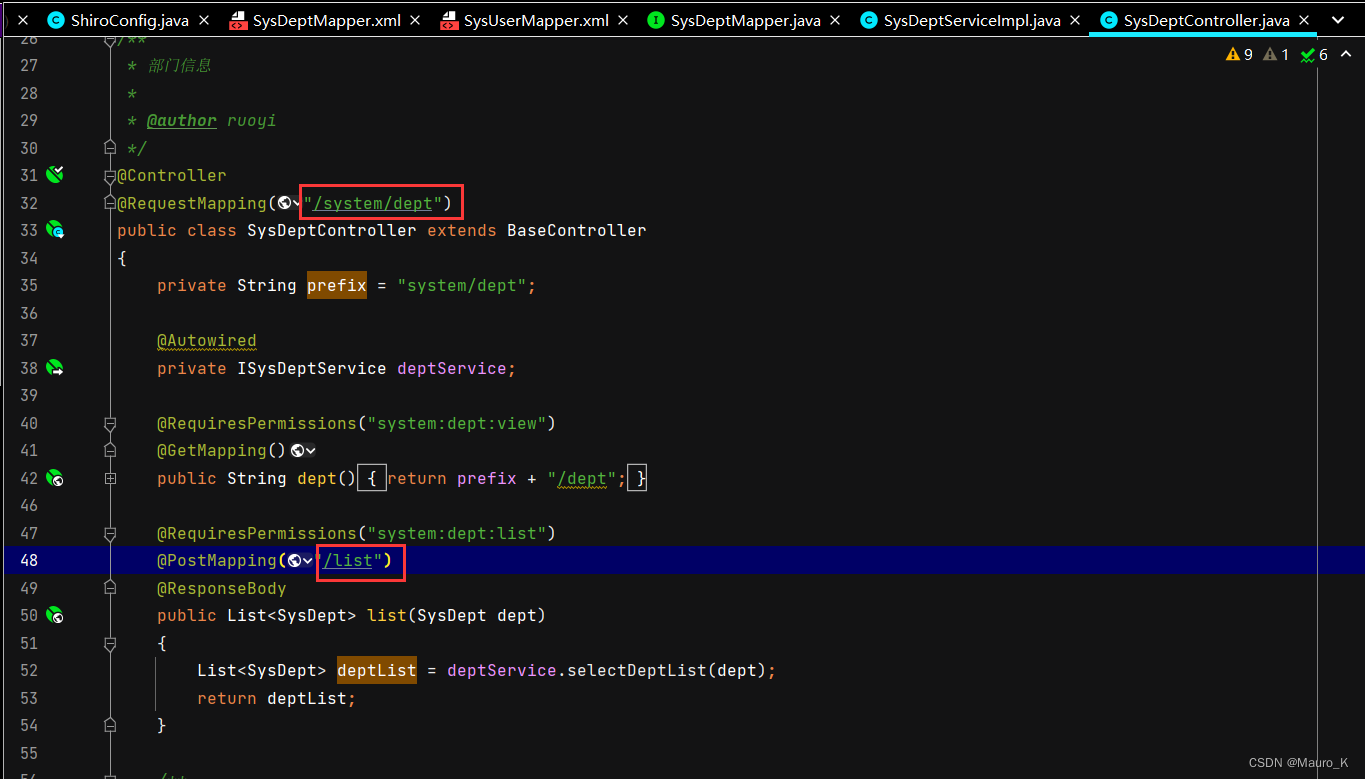 ShiroConfig.java SysDeptMapper.xml SysUserMapper.xml SysDeptMapper.java SysDeptServiceImpl.java SysDeptController.java
9 1 6
26 /**
27 * 部门信息
28 *
29 * @author ruoyi
30 */
31 @Controller
32 @RequestMapping("/system/dept")
33 public class SysDeptController extends BaseController
34 {
35 private String prefix = "system/dept";
36
37 @Autowired
38 private ISysDeptService deptService;
39
40 @RequiresPermissions("system:dept:view")
41 @GetMapping()
42 public String dept() { return prefix + "/dept"; }
46
47 @RequiresPermissions("system:dept:list")
48 @PostMapping("/list")
49 @ResponseBody
50 public List<SysDept> list(SysDept dept)
51 {
52 List<SysDept> deptList = deptService.selectDeptList(dept);
53 return deptList;
54 }
55
CSDN @Mauro_K